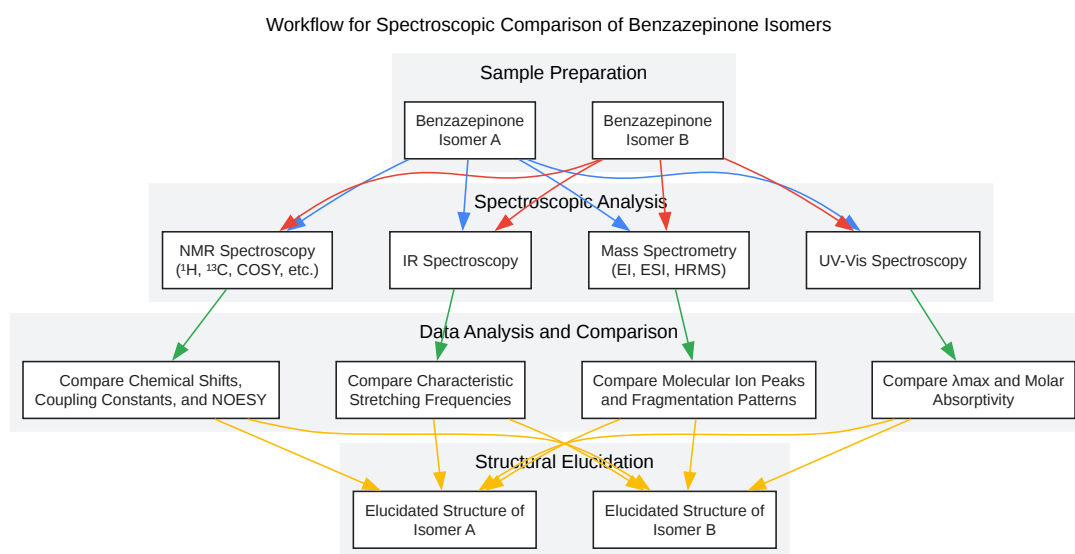 Workflow for Spectroscopic Comparison of Benzazepinone Isomers
Sample Preparation
Benzazepinone
Isomer A
Benzazepinone
Isomer B
Spectroscopic Analysis
NMR Spectroscopy
(¹H, ¹³C, COSY, etc.)
IR Spectroscopy
Mass Spectrometry
(EI, ESI, HRMS)
UV-Vis Spectroscopy
Data Analysis and Comparison
Compare Chemical Shifts,
Coupling Constants, and NOESY
Compare Characteristic
Stretching Frequencies
Compare Molecular Ion Peaks
and Fragmentation Patterns
Compare λmax and Molar
Absorptivity
Structural Elucidation
Elucidated Structure of
Isomer A
Elucidated Structure of
Isomer B